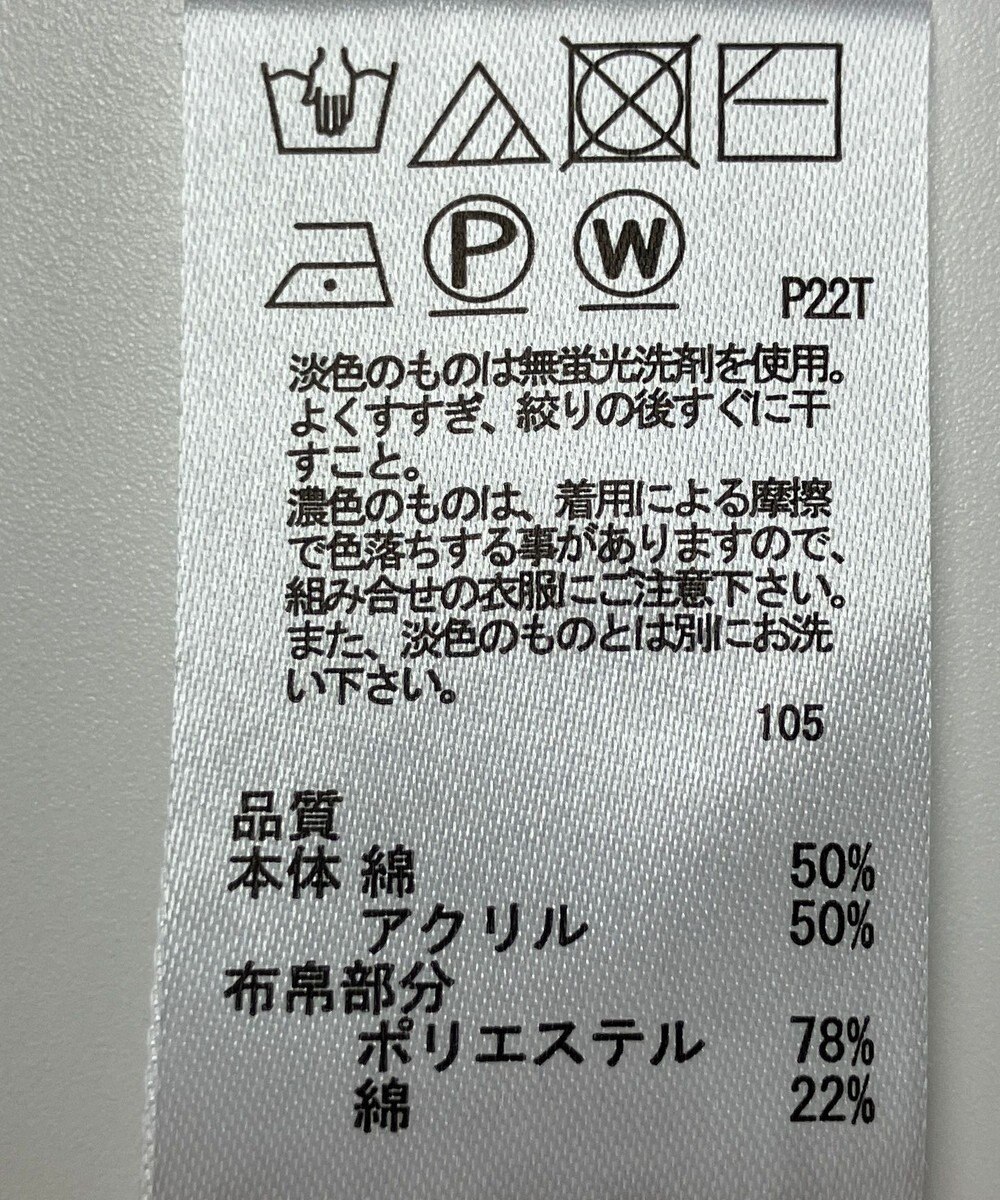 P W
P22T
淡色のものは無蛍光洗剤を使用。
よくすすぎ、絞りの後すぐに干
すこと。
濃色のものは、着用による摩擦
で色落ちする事がありますので、
組み合せの衣服にご注意下さい。
また、淡色のものとは別にお洗
い下さい。
105
品質
本体 綿 50%
アクリル 50%
布帛部分
ポリエステル 78%
綿 22%